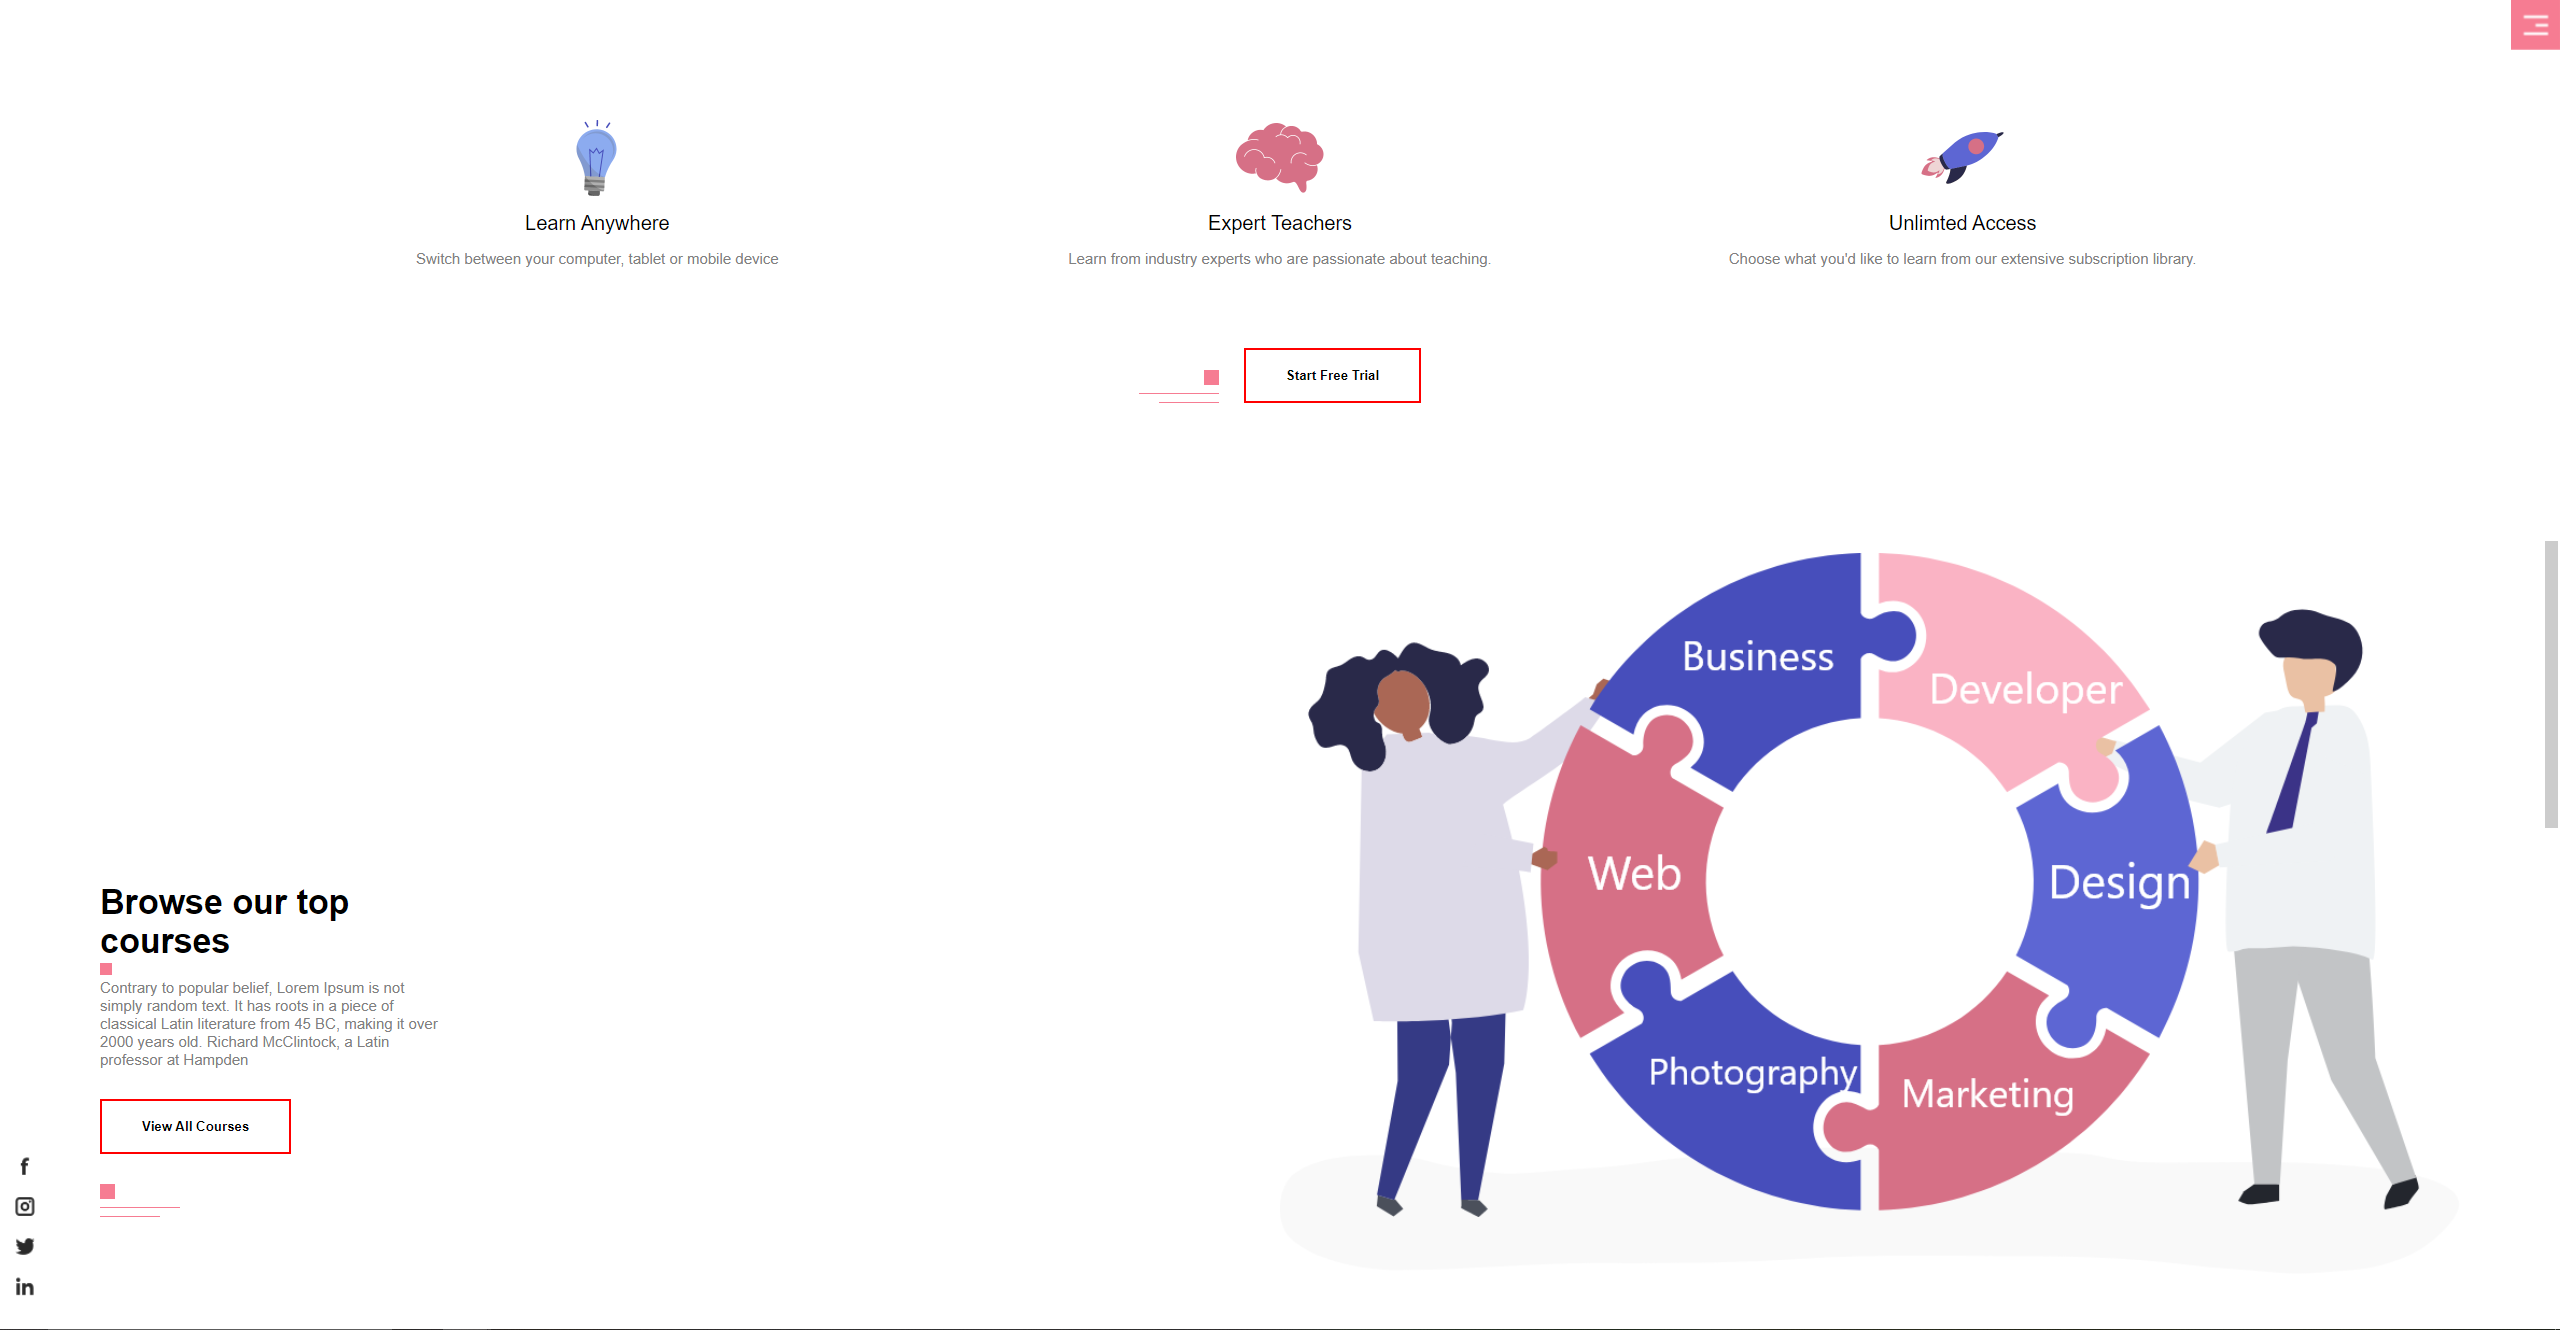 Learn Anywhere
Switch between your computer, tablet or mobile device
Expert Teachers
Learn from industry experts who are passionate about teaching.
Unlimted Access
Choose what you'd like to learn from our extensive subscription library.
Start Free Trial
Business
Developer
Web
Design
Photography
Marketing
Browse our top
courses
Contrary to popular belief, Lorem Ipsum is not
simply random text. It has roots in a piece of
classical Latin literature from 45 BC, making it over
2000 years old. Richard McClintock, a Latin
professor at Hampden
View All Courses